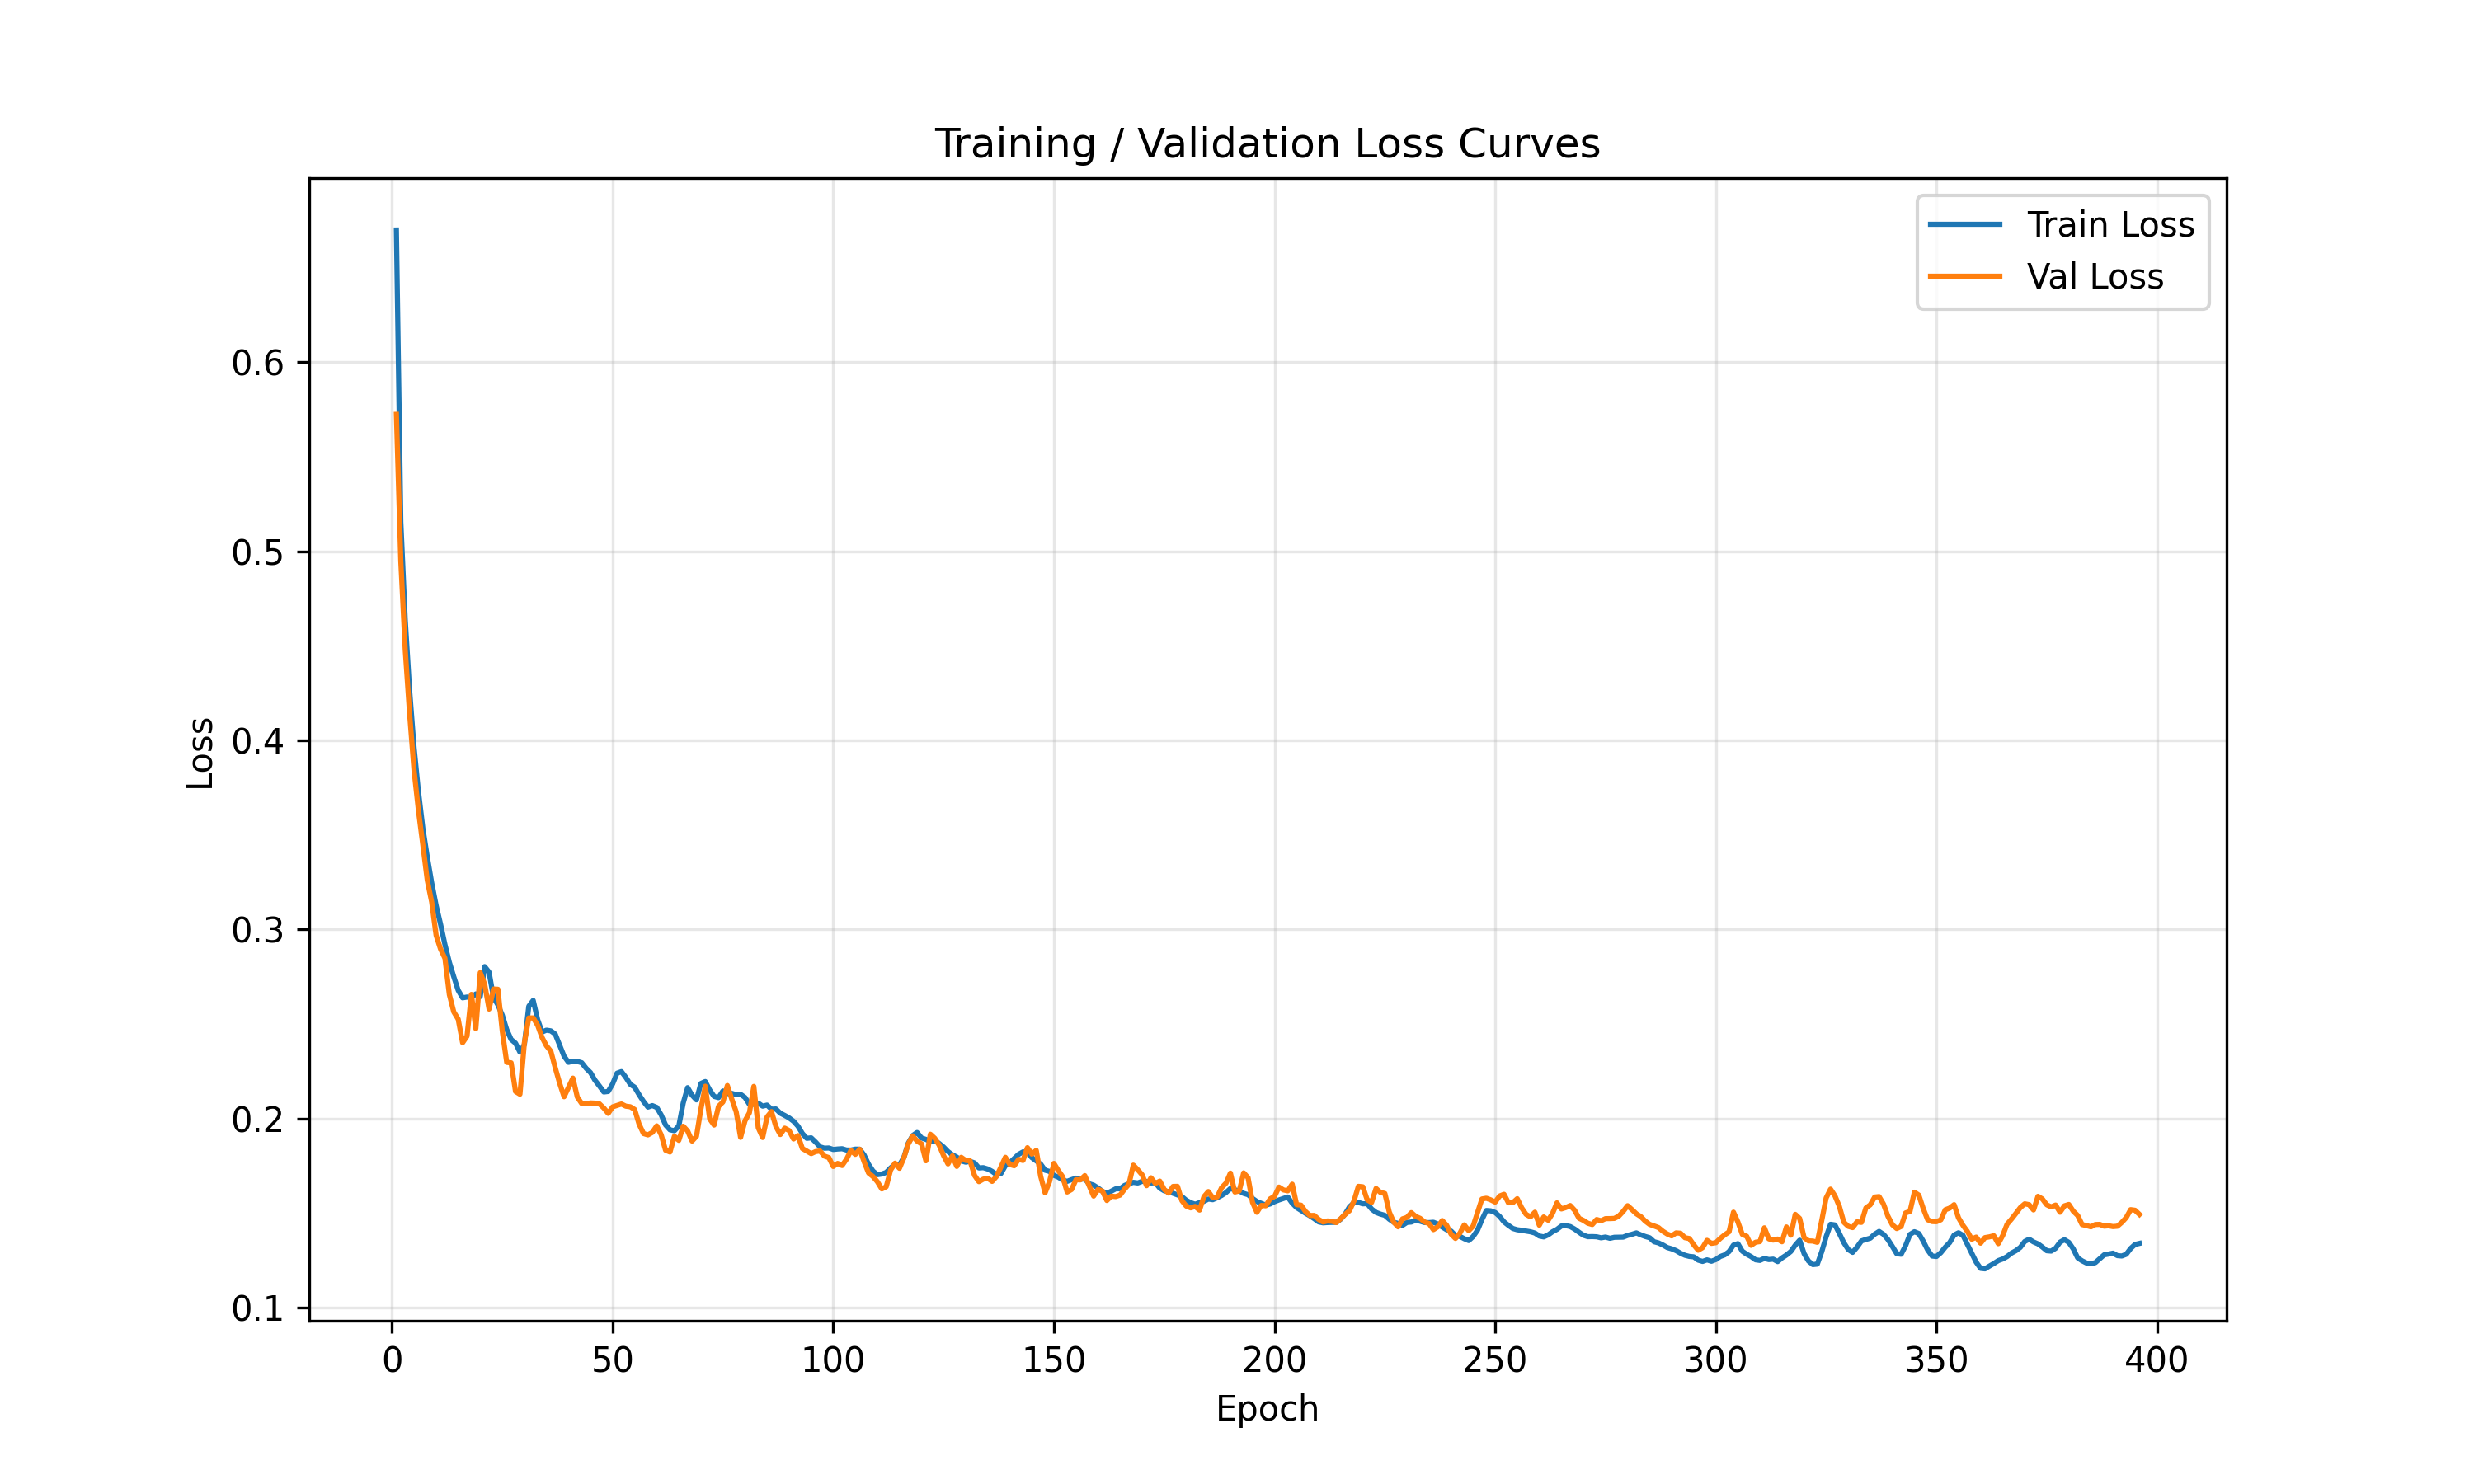 Training / Validation Loss Curves
Train Loss
Val Loss
Loss
0.6
0.5
0.4
0.3
0.2
0.1
0 50 100 150 200 250 300 350 400
Epoch